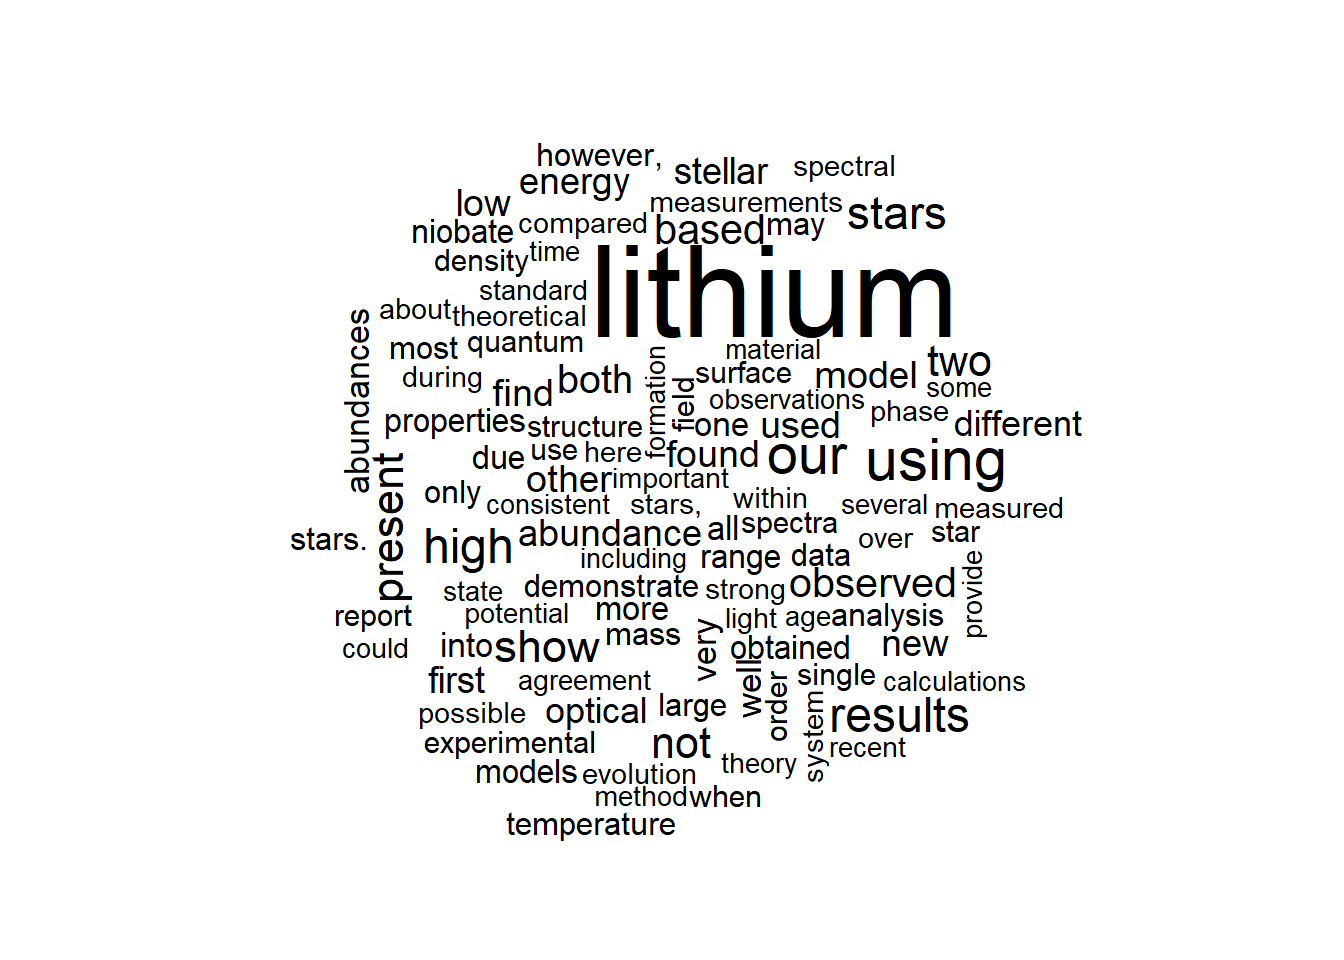 however,
stellar
spectral
energy
low
measurements
stars
compared
based
may
niobate
time
density
lithium
standard
about
theoretical
abundances
most
quantum
material
formation
two
during
find
both
surface
model
some
field
observations
phase
properties
structure
one
used
different
due
use
here
found
our
using
present
only
other
important
consistent
stars,
within
several
measured
stars.
high
abundance
all
spectra
over
star
including
range
data
state
demonstrate
strong
observed
provide
report
potential
more
light
age
analysis
could
into
show
mass
very
obtained
new
first
agreement
well
order
single
calculations
possible
optical
large
system
results
experimental
not
theory
recent
models
evolution
method
when
temperature